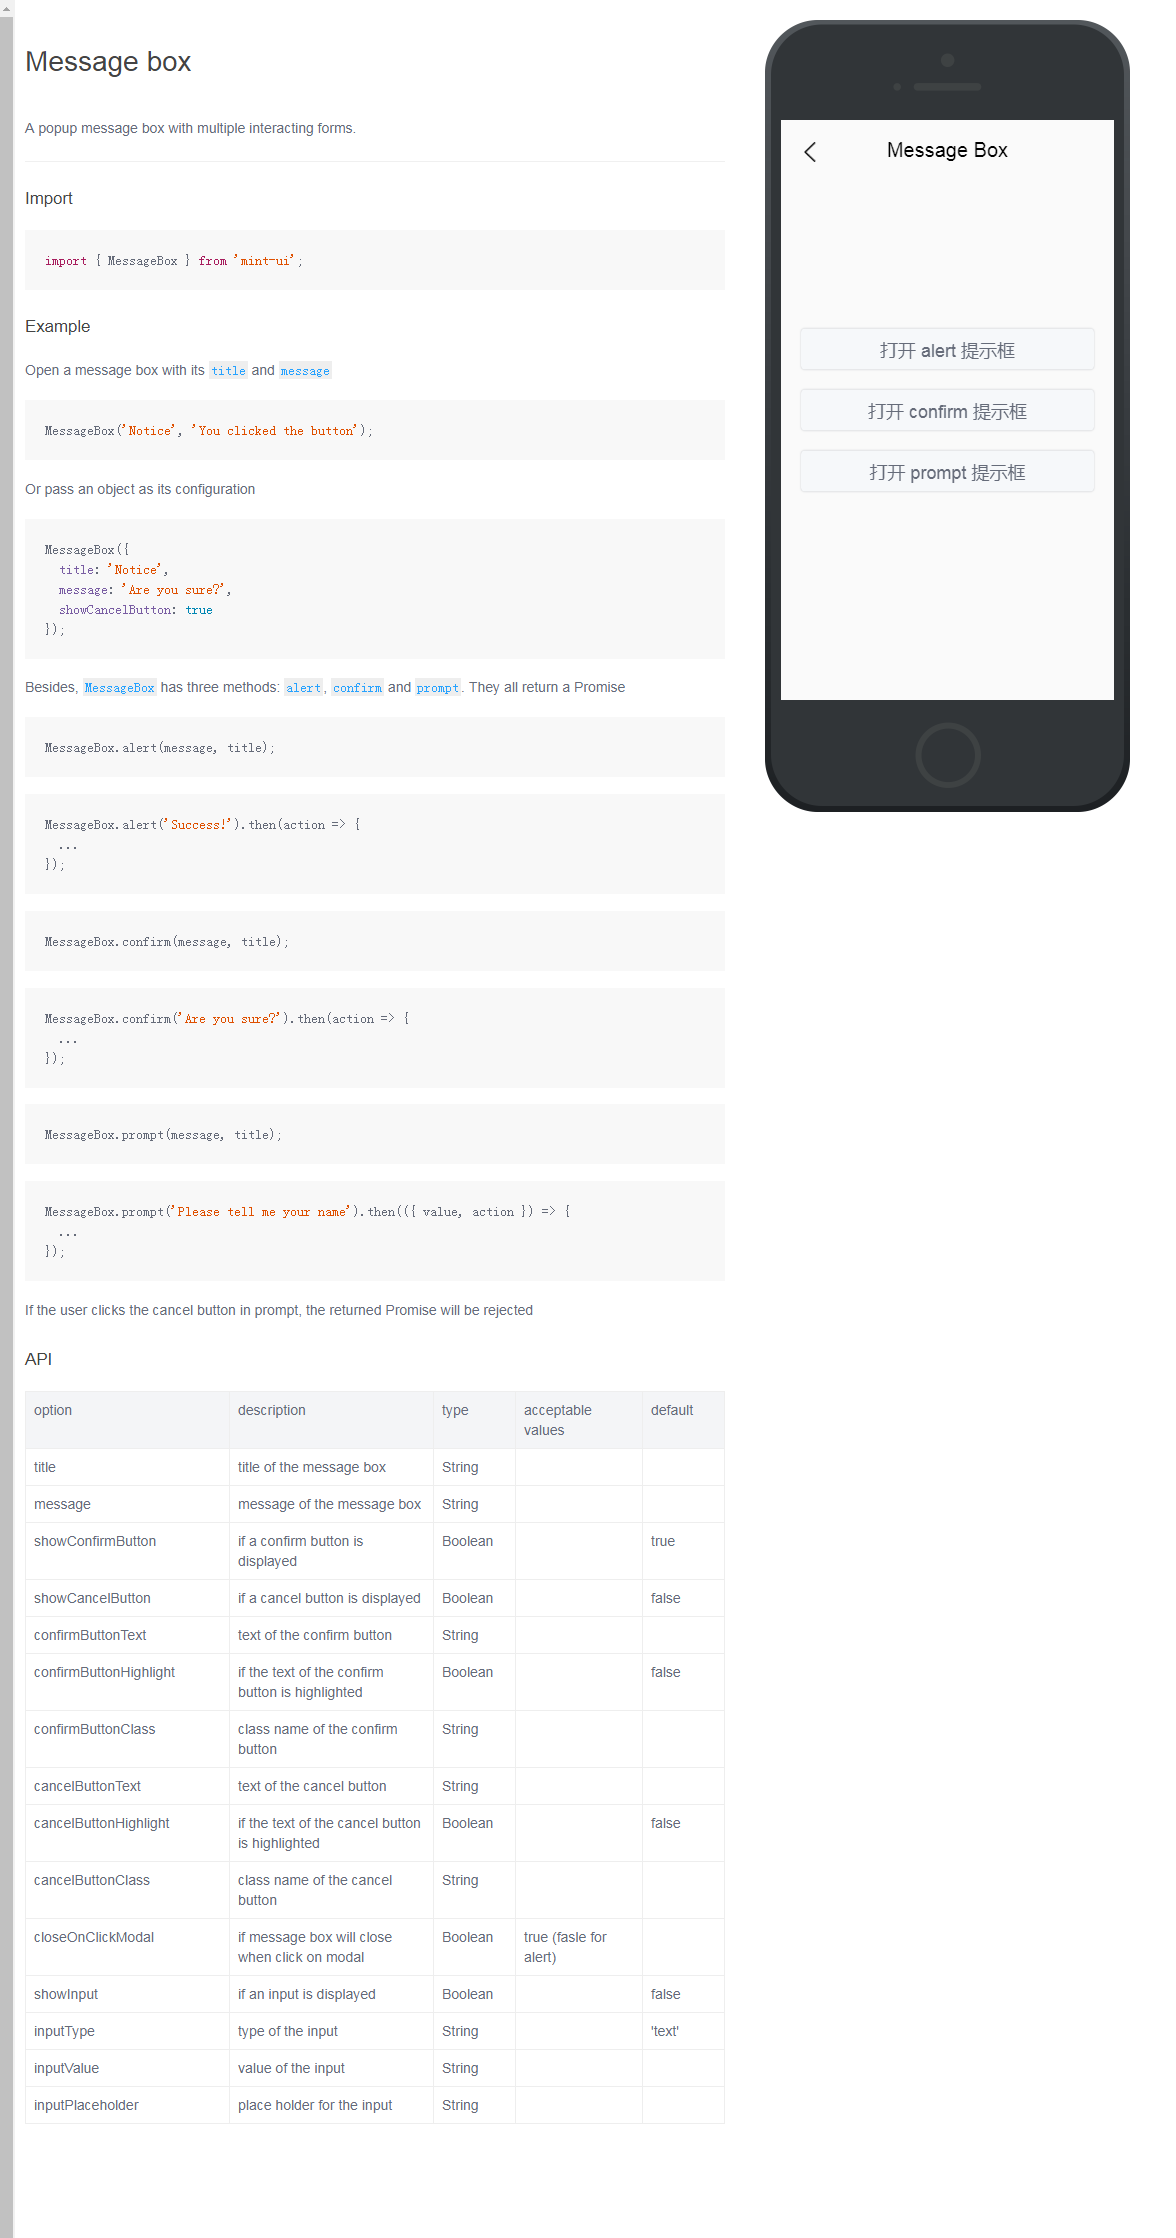 Message box
A popup message box with multiple interacting forms.
Import
import { MessageBox } from 'mint-ui';
Example
Open a message box with its title and message
MessageBox('Notice', 'You clicked the button');
Or pass an object as its configuration
MessageBox({
  title: 'Notice',
  message: 'Are you sure?',
  showCancelButton: true
});
Besides, MessageBox has three methods: alert, confirm and prompt. They all return a Promise
MessageBox.alert(message, title);
MessageBox.alert('Success!').then(action => {
  ...
});
MessageBox.confirm(message, title);
MessageBox.confirm('Are you sure?').then(action => {
  ...
});
MessageBox.prompt(message, title);
MessageBox.prompt('Please tell me your name').then(({ value, action }) => {
  ...
});
If the user clicks the cancel button in prompt, the returned Promise will be rejected
API
option description type acceptable default
values
title title of the message box String
message message of the message box String
showConfirmButton if a confirm button is Boolean true
displayed
showCancelButton if a cancel button is displayed Boolean false
confirmButtonText text of the confirm button String
confirmButtonHighlight if the text of the confirm Boolean false
button is highlighted
confirmButtonClass class name of the confirm String
button
cancelButtonText text of the cancel button String
cancelButtonHighlight if the text of the cancel button Boolean false
is highlighted
cancelButtonClass class name of the cancel String
button
closeOnClickModal if message box will close Boolean true (fasle for
when click on modal alert)
showInput if an input is displayed Boolean false
inputType type of the input String 'text'
inputValue value of the input String
inputPlaceholder place holder for the input String
Message Box
打开 alert 提示框
打开 confirm 提示框
打开 prompt 提示框